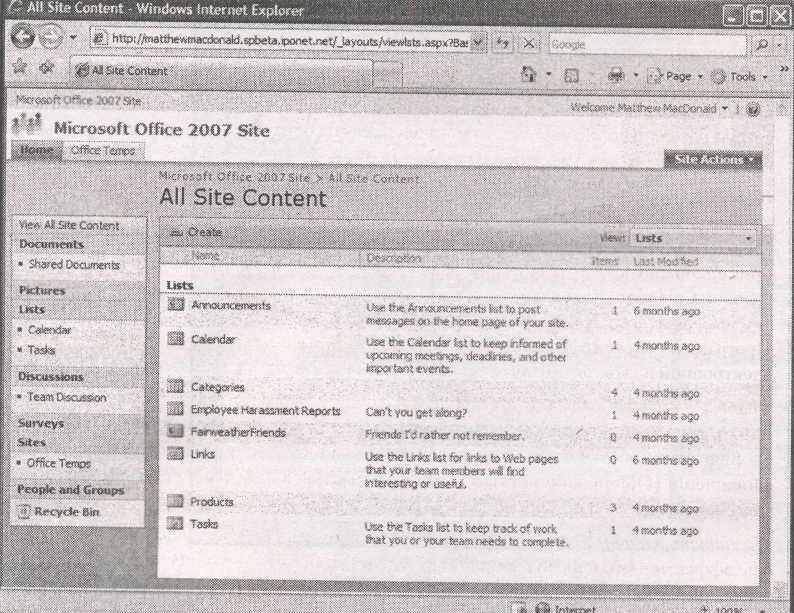 All Site Content - Windows Internet Explorer
http://matthewmacdonald.spbeta.iponet.net/_layouts/viewlsts.aspx?Bas
Google
All Site Content
Page
Tools
Microsoft Office 2007 Site
Welcome Matthew MacDonald
Microsoft Office 2007 Site
Home
Office Temps
Site Actions
Microsoft Office 2007 Site > All Site Content
All Site Content
View All Site Content
Documents
Shared Documents
Pictures
Lists
Calendar
Tasks
Discussions
Team Discussion
Surveys
Sites
Office Temps
People and Groups
Recycle Bin
Create
View: Lists
Name Description Items Last Modified
Lists
Announcements Use the Announcements list to post 1 6 months ago
messages on the home page of your site.
Calendar Use the Calendar list to keep informed of 1 4 months ago
upcoming meetings, deadlines, and other
important events.
Categories 4 4 months ago
Employee Harassment Reports Can't you get along? 1 4 months ago
FairweatherFriends Friends I'd rather not remember. 0 4 months ago
Links Use the Links list for links to Web pages 0 6 months ago
that your team members will find
interesting or useful.
Products 3 4 months ago
Tasks Use the Tasks list to keep track of work 1 4 months ago
that you or your team needs to complete.
Internet
100%